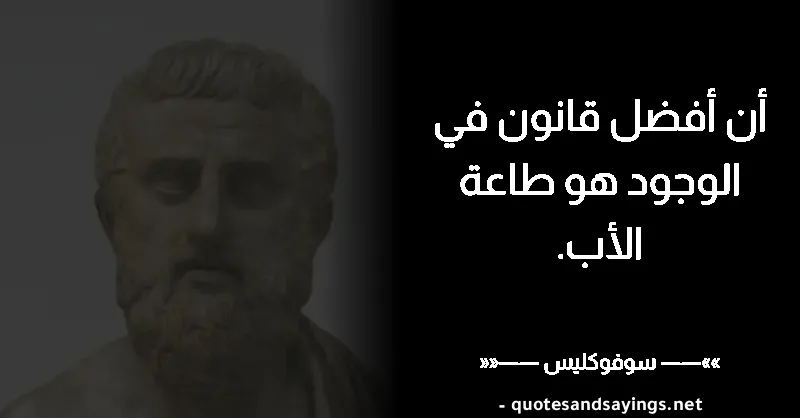 أن أفضل قانون في
الوجود هو طاعة
الأب.
»»—— سوفوكليس ——««
- quotesandsayings.net